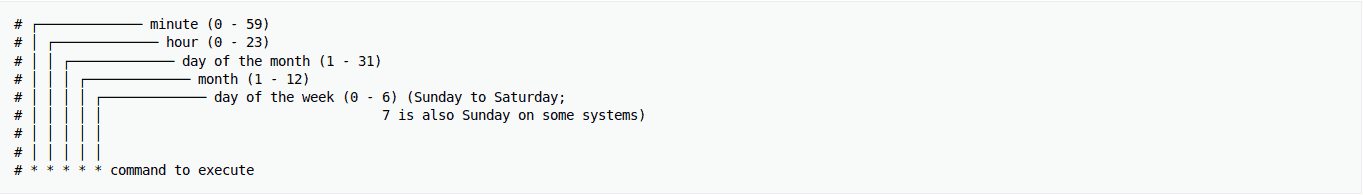 # ┌───────────── minute (0 - 59)
# │ ┌───────────── hour (0 - 23)
# │ │ ┌───────────── day of the month (1 - 31)
# │ │ │ ┌───────────── month (1 - 12)
# │ │ │ │ ┌───────────── day of the week (0 - 6) (Sunday to Saturday;
# │ │ │ │ │                                   7 is also Sunday on some systems)
# │ │ │ │ │
# │ │ │ │ │
# * * * * * command to execute